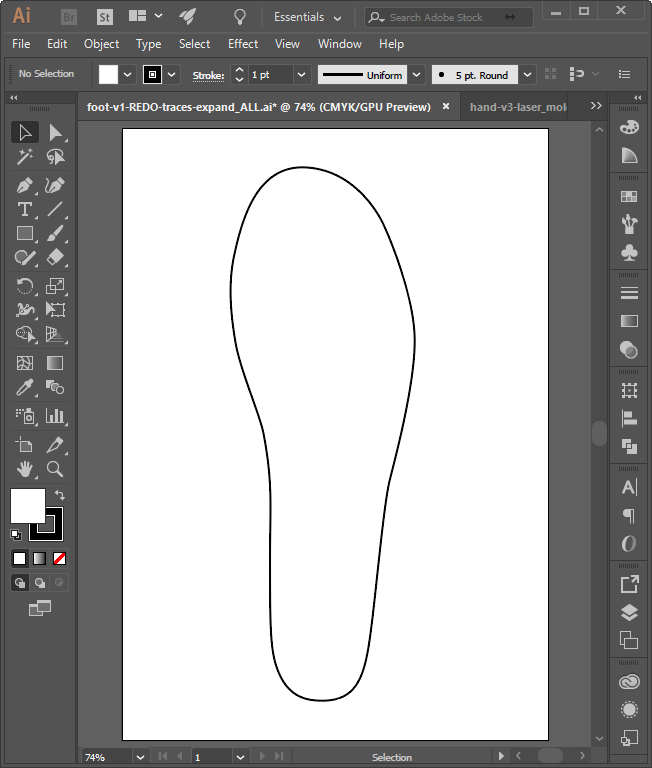 Ai Br St Essentials Search Adobe Stock
File Edit Object Type Select Effect View Window Help
No Selection Stroke: 1 pt Uniform 5 pt. Round
foot-v1-REDO-traces-expand_ALL.ai* @ 74% (CMYK/GPU Preview) × hand-v3-laser_mol
74% 1 Selection